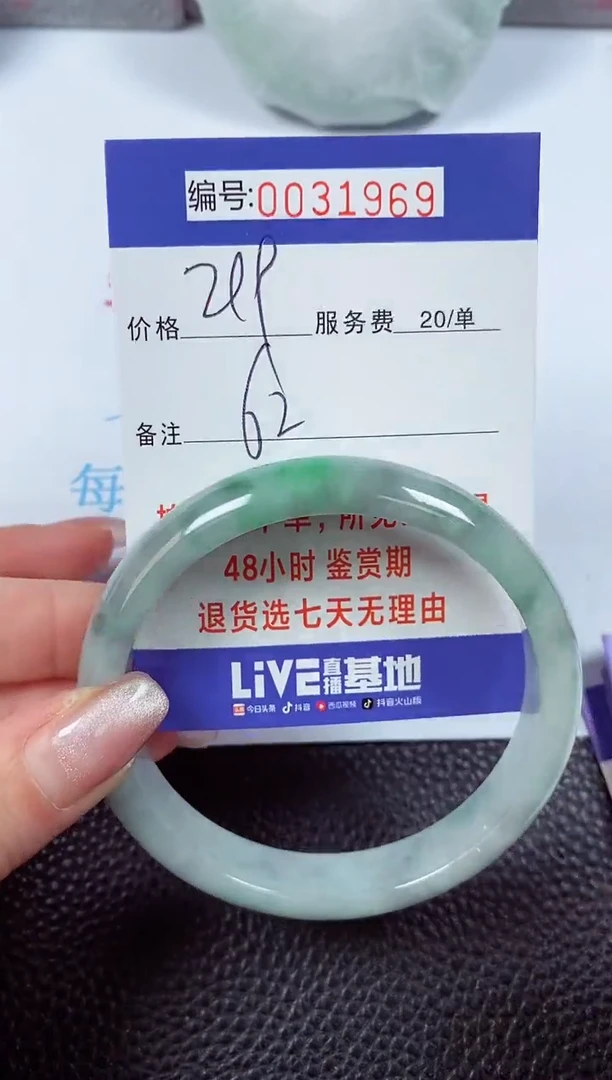 编号:0031969
价格 服务费 20/单
备注 62
每
48小时 鉴赏期
退货选七天无理由
LiVE直播基地
今日头条 抖音 西瓜视频 抖音火山版